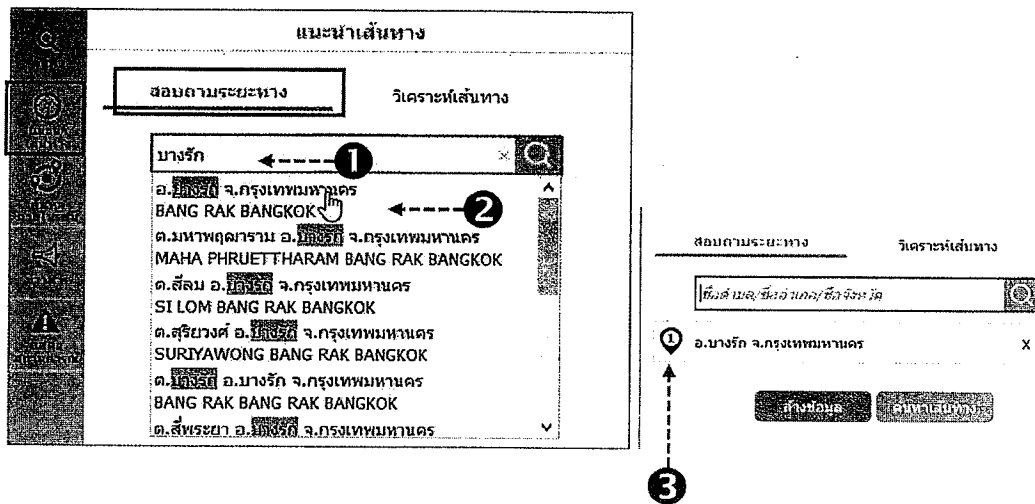 แนะนำเส้นทาง
สอบถามระยะทาง
วิเคราะห์เส้นทาง
บางรัก
1
×
อ.บางรัก จ.กรุงเทพมหานคร
BANG RAK BANGKOK
2
ต.มหาพฤฒาราม อ.บางรัก จ.กรุงเทพมหานคร
MAHA PHRUETTHARAM BANG RAK BANGKOK
ต.สีลม อ.บางรัก จ.กรุงเทพมหานคร
SI LOM BANG RAK BANGKOK
ต.สุริยวงศ์ อ.บางรัก จ.กรุงเทพมหานคร
SURIYAWONG BANG RAK BANGKOK
ต.บางรัก อ.บางรัก จ.กรุงเทพมหานคร
BANG RAK BANG RAK BANGKOK
ต.สี่พระยา อ.บางรัก จ.กรุงเทพมหานคร
สอบถามระยะทาง
วิเคราะห์เส้นทาง
ชื่อตำบล/ชื่ออำเภอ/ชื่อจังหวัด
1
อ.บางรัก จ.กรุงเทพมหานคร
X
ล้างข้อมูล
ค้นหาเส้นทาง
3